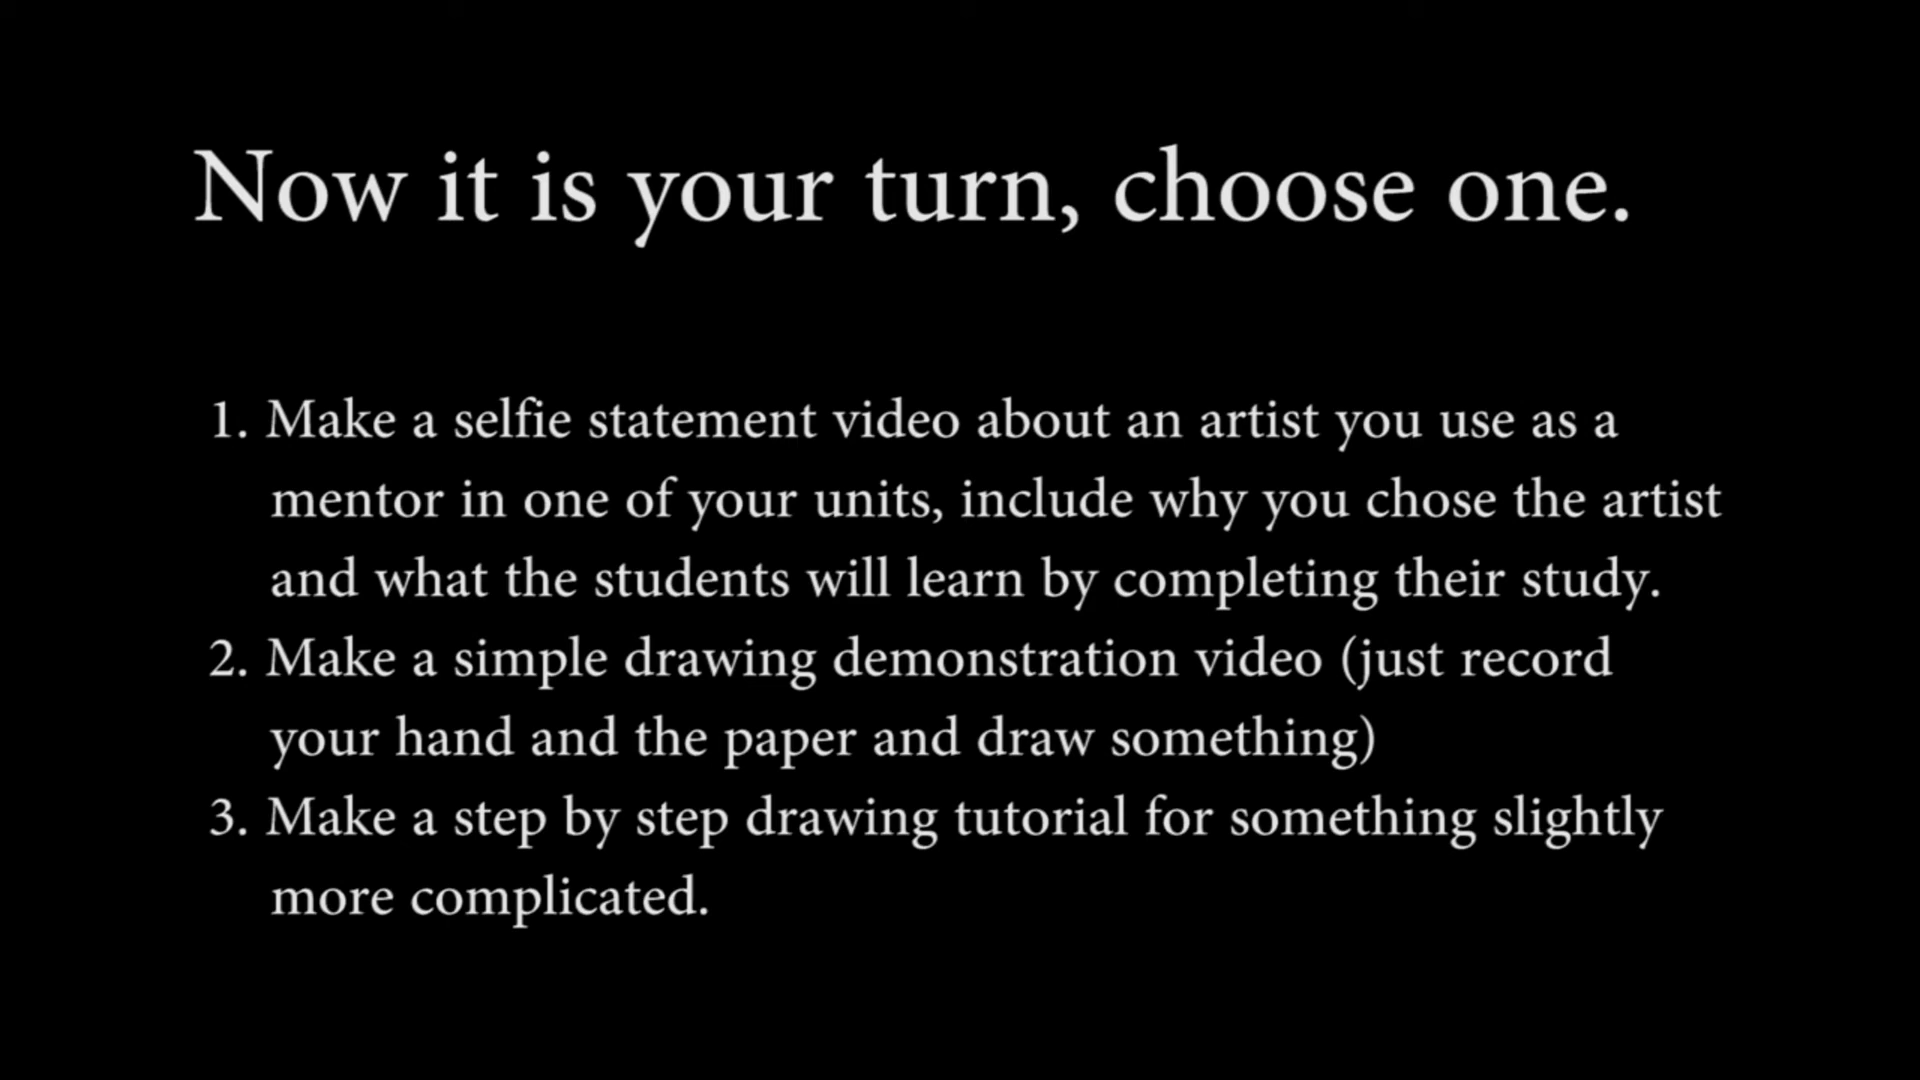 Now it is your turn, choose one.
1. Make a selfie statement video about an artist you use as a
mentor in one of your units, include why you chose the artist
and what the students will learn by completing their study.
2. Make a simple drawing demonstration video (just record
your hand and the paper and draw something)
3. Make a step by step drawing tutorial for something slightly
more complicated.